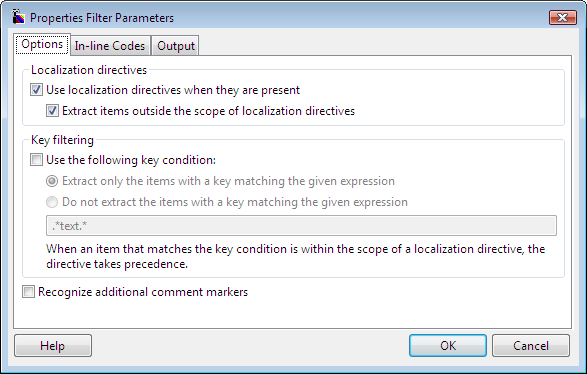 Properties Filter Parameters
Options In-line Codes Output
Localization directives
Use localization directives when they are present
Extract items outside the scope of localization directives
Key filtering
Use the following key condition:
Extract only the items with a key matching the given expression
Do not extract the items with a key matching the given expression
.*text.*
When an item that matches the key condition is within the scope of a localization directive, the
directive takes precedence.
Recognize additional comment markers
Help OK Cancel